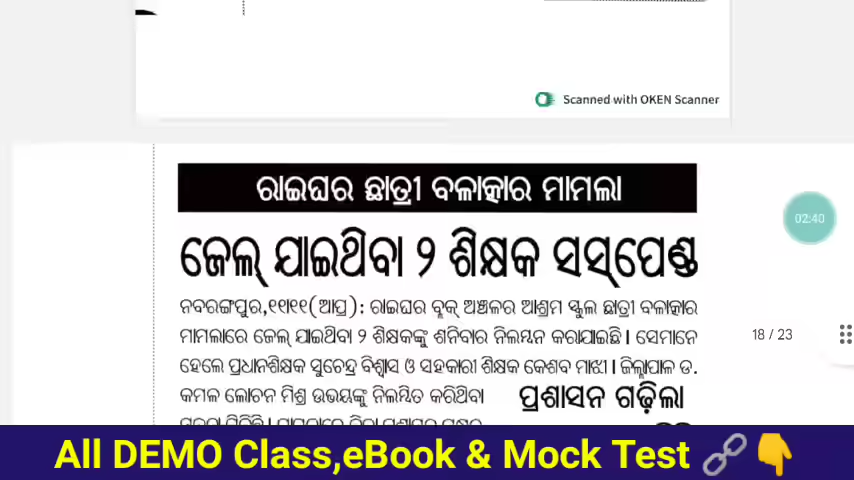 Scanned with OKEN Scanner
ରାଇଘର ଛାତ୍ରୀ ବଳାତ୍କାର ମାମଲା
ଜେଲ୍ ଯାଇଥିବା ୨ ଶିକ୍ଷକ ସସ୍‌ପେଣ୍ଡ
02:40
ନବରଙ୍ଗପୁର,୧୧ା୧୧(ଆପ୍ର): ରାଇଘର ବ୍ଲକ୍ ଅଞ୍ଚଳର ଆଶ୍ରମ ସ୍କୁଲ ଛାତ୍ରୀ ବଳାତ୍କାର
ମାମଲାରେ ଜେଲ୍ ଯାଇଥିବା ୨ ଶିକ୍ଷକଙ୍କୁ ଶନିବାର ନିଲମ୍ବନ କରାଯାଇଛି । ସେମାନେ
18 / 23
ହେଲେ ପ୍ରଧାନଶିକ୍ଷକ ସୁଚେନ୍ଦ୍ର ବିଶ୍ୱାସ ଓ ସହକାରୀ ଶିକ୍ଷକ କେଶବ ମାଝୀ । ଜିଲ୍ଲାପାଳ ଡ.
କମଳ ଲୋଚନ ମିଶ୍ର ଉଭୟଙ୍କୁ ନିଲମ୍ବିତ କରିଥିବା
ପ୍ରଶାସନ ଗଢ଼ିଲା
All DEMO Class,eBook & Mock Test